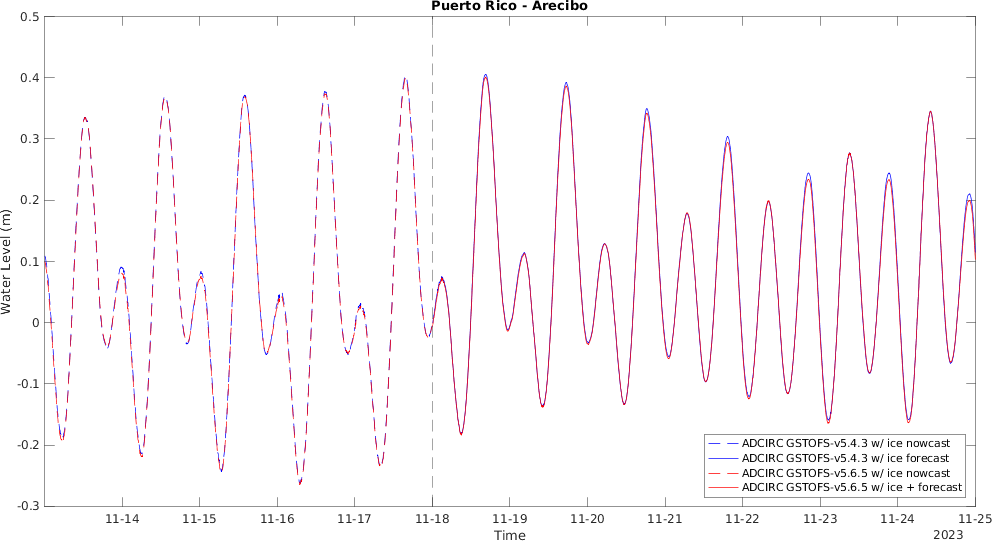 Puerto Rico - Arecibo
0.5
0.4
0.3
0.2
0.1
0
-0.1
-0.2
-0.3
Water Level (m)
11-14 11-15 11-16 11-17 11-18 11-19 11-20 11-21 11-22 11-23 11-24 11-25
Time
2023
ADCIRC GSTOFS-v5.4.3 w/ ice nowcast
ADCIRC GSTOFS-v5.4.3 w/ ice forecast
ADCIRC GSTOFS-v5.6.5 w/ ice nowcast
ADCIRC GSTOFS-v5.6.5 w/ ice + forecast